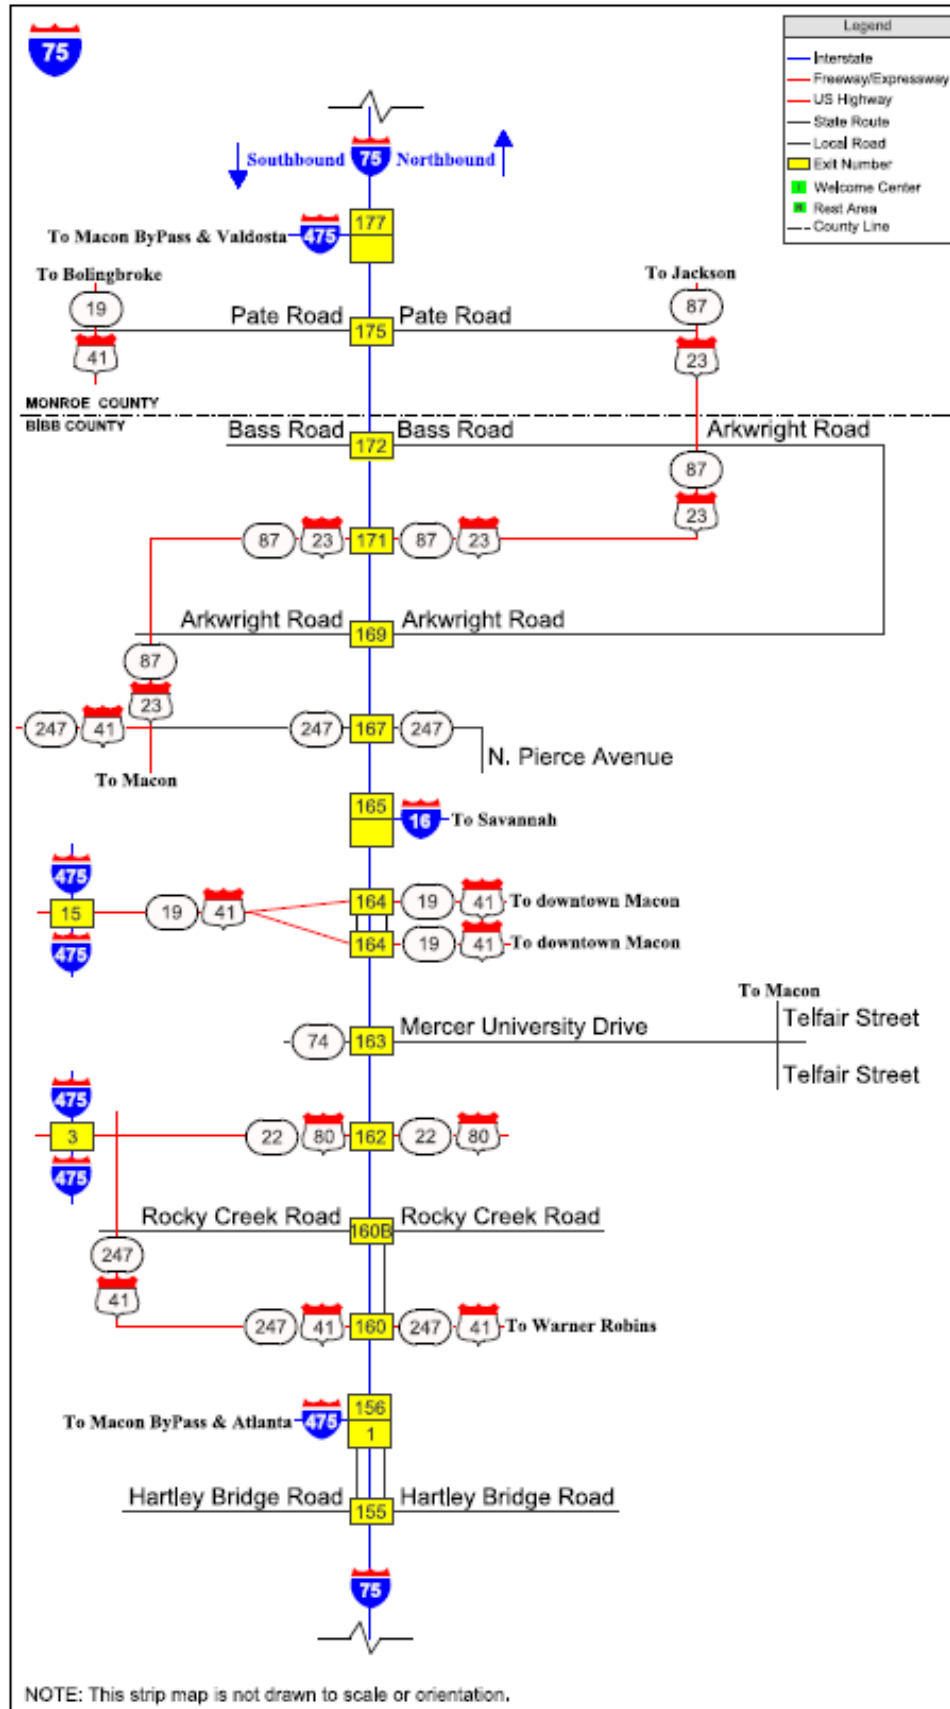 75
Legend
Interstate
Freeway/Expressway
US Highway
State Route
Local Road
Exit Number
Welcome Center
R Rest Area
County Line
Southbound 75 Northbound
177
To Macon ByPass & Valdosta 475
To Bolingbroke
To Jackson
19
87
Pate Road 175 Pate Road
41
23
MONROE COUNTY
BIBB COUNTY
Bass Road 172 Bass Road Arkwright Road
87
23
87 23 171 87 23
Arkwright Road 169 Arkwright Road
87
23
247 41 247 167 247
N. Pierce Avenue
To Macon
165
16 To Savannah
475
15 19 41 164 19 41 To downtown Macon
164 19 41 To downtown Macon
475
To Macon
Telfair Street
74 163 Mercer University Drive
Telfair Street
475
3 22 80 162 22 80
475
Rocky Creek Road 160B Rocky Creek Road
247
41
247 41 160 247 41 To Warner Robins
156
To Macon ByPass & Atlanta 475
1
Hartley Bridge Road 155 Hartley Bridge Road
75
NOTE: This strip map is not drawn to scale or orientation.